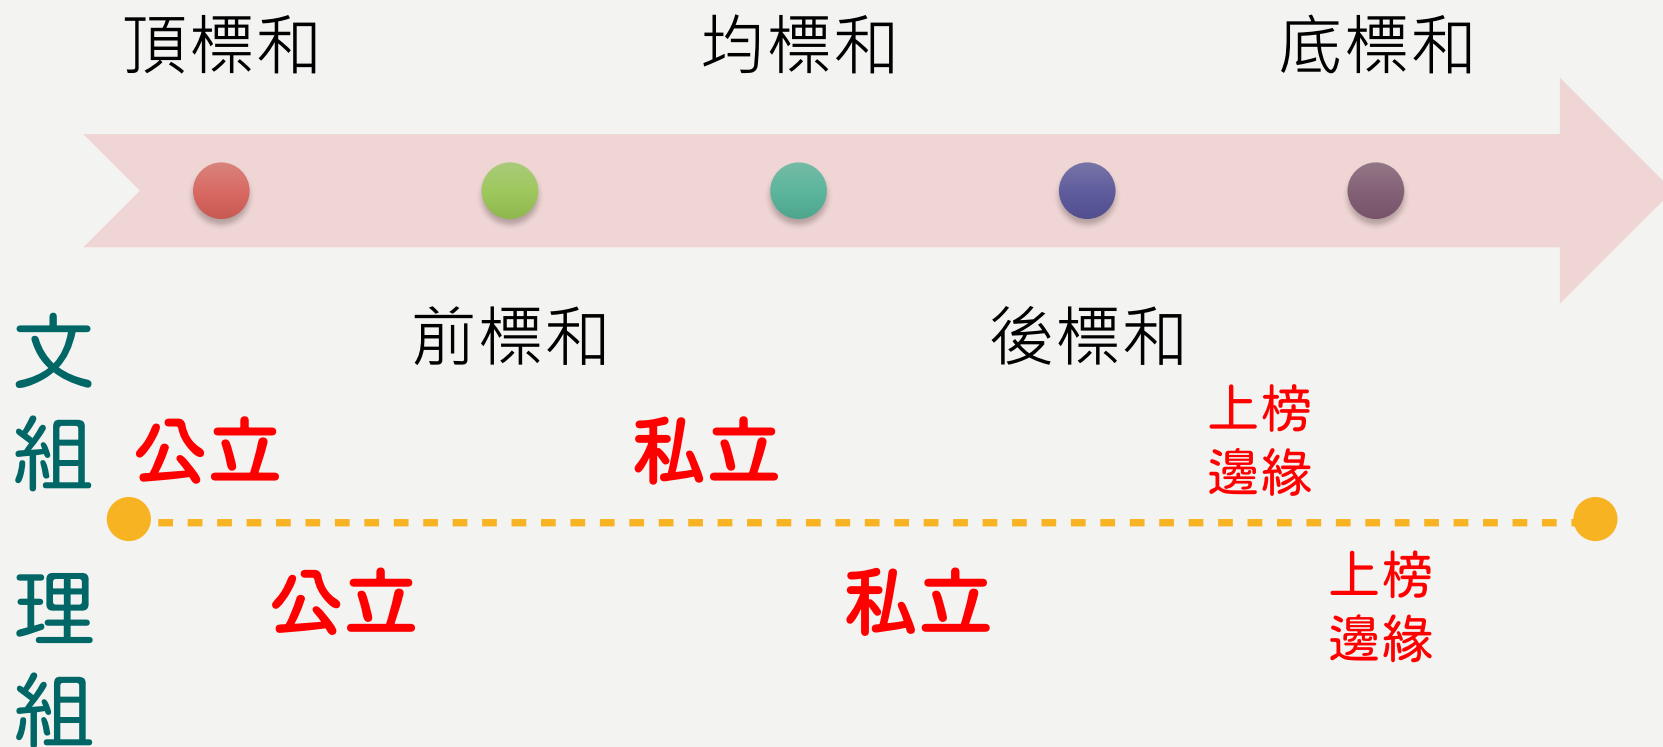 頂標和
均標和
底標和
前標和
後標和
文組
公立
私立
上榜
邊緣
理組
公立
私立
上榜
邊緣